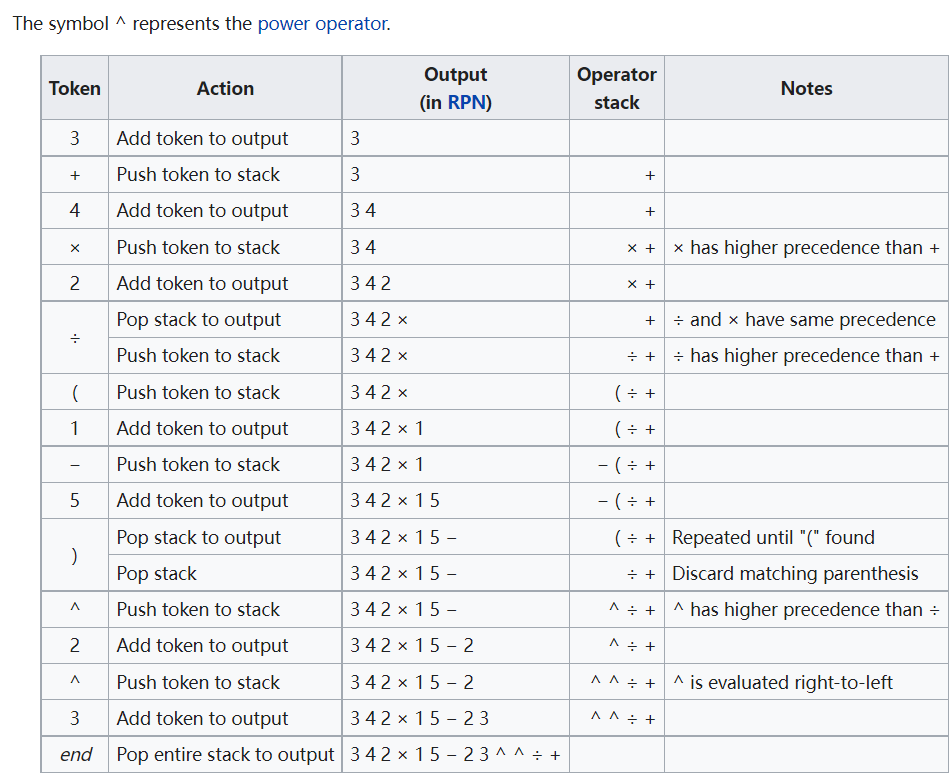 The symbol ^ represents the power operator.
Token Action Output (in RPN) Operator stack Notes
3 Add token to output 3
+ Push token to stack 3 +
4 Add token to output 3 4 +
× Push token to stack 3 4 × + × has higher precedence than +
2 Add token to output 3 4 2 × +
÷ Pop stack to output 3 4 2 × + ÷ and × have same precedence
Push token to stack 3 4 2 × ÷ + ÷ has higher precedence than +
( Push token to stack 3 4 2 × ( ÷ +
1 Add token to output 3 4 2 × 1 ( ÷ +
− Push token to stack 3 4 2 × 1 − ( ÷ +
5 Add token to output 3 4 2 × 1 5 − ( ÷ +
) Pop stack to output 3 4 2 × 1 5 − ( ÷ + Repeated until "(" found
Pop stack 3 4 2 × 1 5 − ÷ + Discard matching parenthesis
^ Push token to stack 3 4 2 × 1 5 − ^ ÷ + ^ has higher precedence than ÷
2 Add token to output 3 4 2 × 1 5 − 2 ^ ÷ +
^ Push token to stack 3 4 2 × 1 5 − 2 ^ ^ ÷ + ^ is evaluated right-to-left
3 Add token to output 3 4 2 × 1 5 − 2 3 ^ ^ ÷ +
end Pop entire stack to output 3 4 2 × 1 5 − 2 3 ^ ^ ÷ +